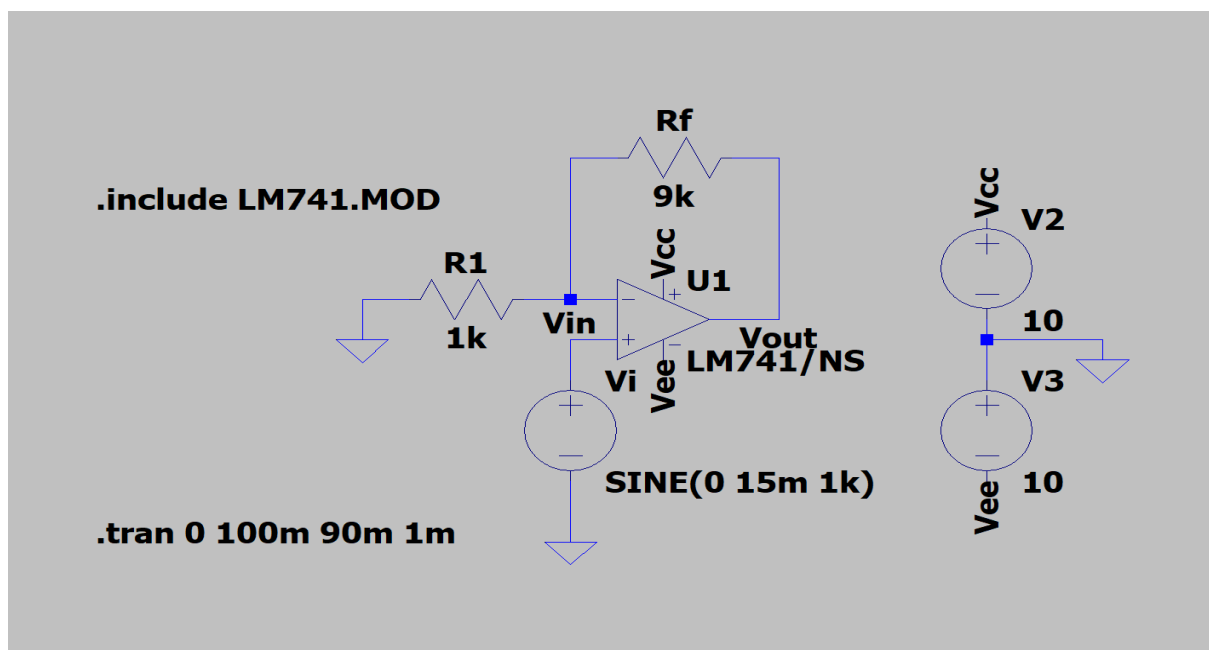 Rf
.include LM741.MOD
9k
Vcc
V2
R1
Vcc
+
U1
+
−
−
−
1k
Vin
+
Vout
10
−
LM741/NS
Vi
Vee
V3
+
+
−
SINE(0 15m 1k)
−
Vee
10
.tran 0 100m 90m 1m